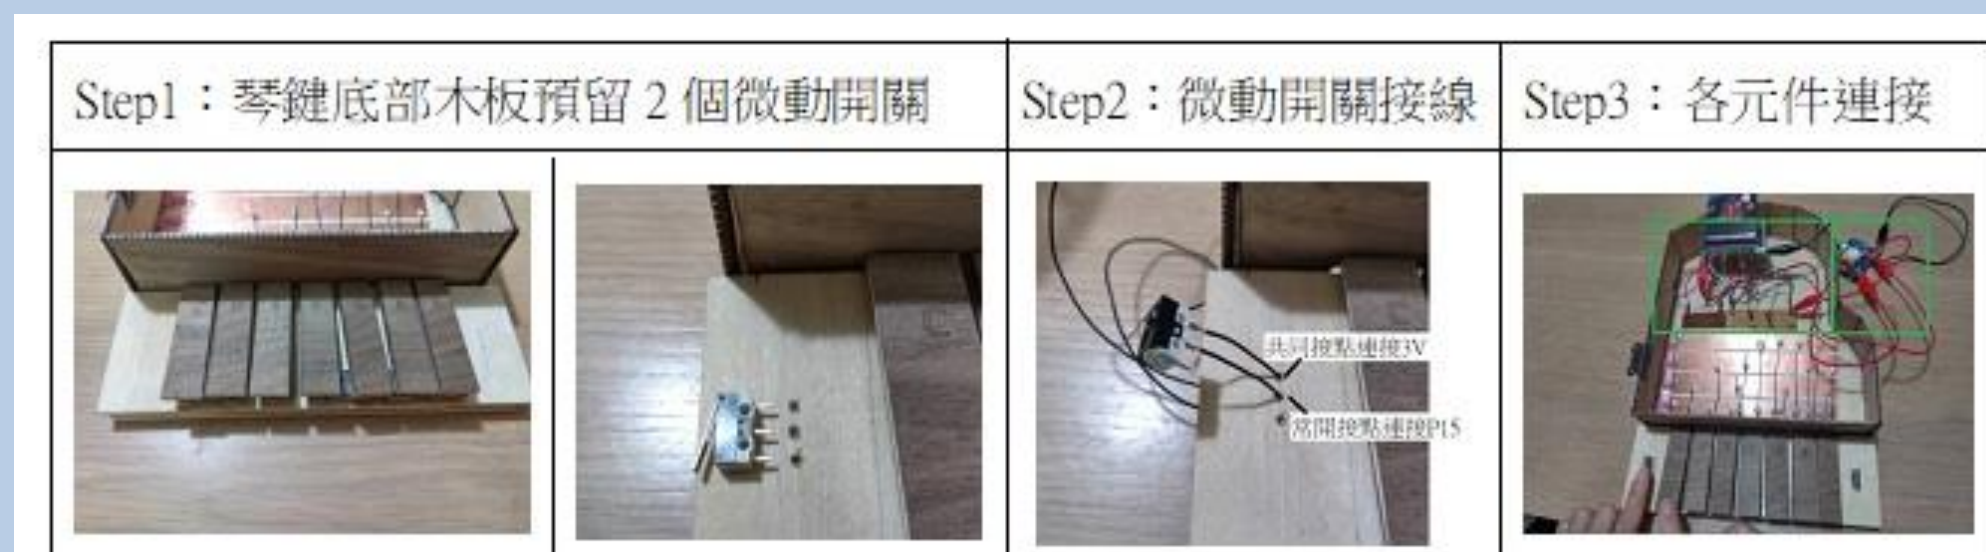 Step1：琴鍵底部木板預留 2 個微動開關
Step2：微動開關接線
Step3：各元件連接
共同接點連接3V
常開接點連接P15